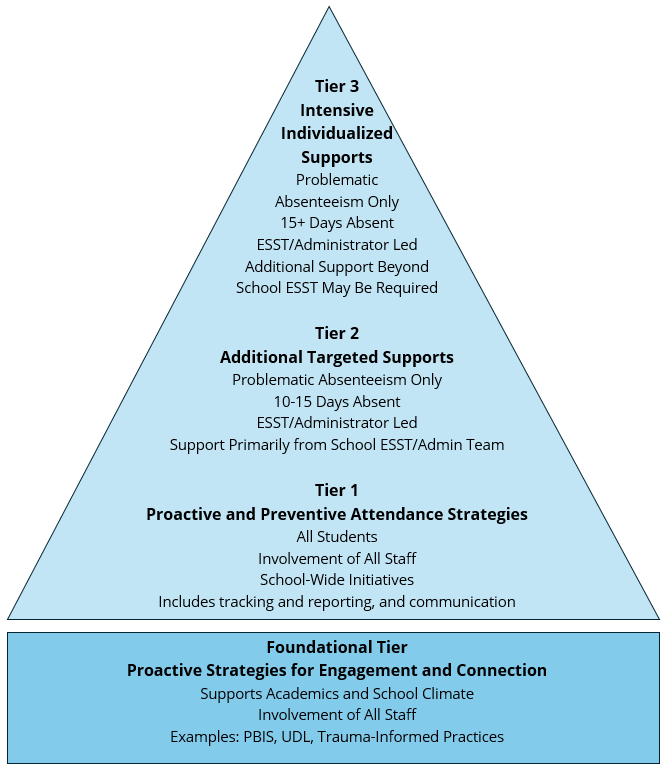 Tier 3
Intensive
Individualized
Supports
Problematic
Absenteeism Only
15+ Days Absent
ESST/Administrator Led
Additional Support Beyond
School ESST May Be Required
Tier 2
Additional Targeted Supports
Problematic Absenteeism Only
10-15 Days Absent
ESST/Administrator Led
Support Primarily from School ESST/Admin Team
Tier 1
Proactive and Preventive Attendance Strategies
All Students
Involvement of All Staff
School-Wide Initiatives
Includes tracking and reporting, and communication
Foundational Tier
Proactive Strategies for Engagement and Connection
Supports Academics and School Climate
Involvement of All Staff
Examples: PBIS, UDL, Trauma-Informed Practices